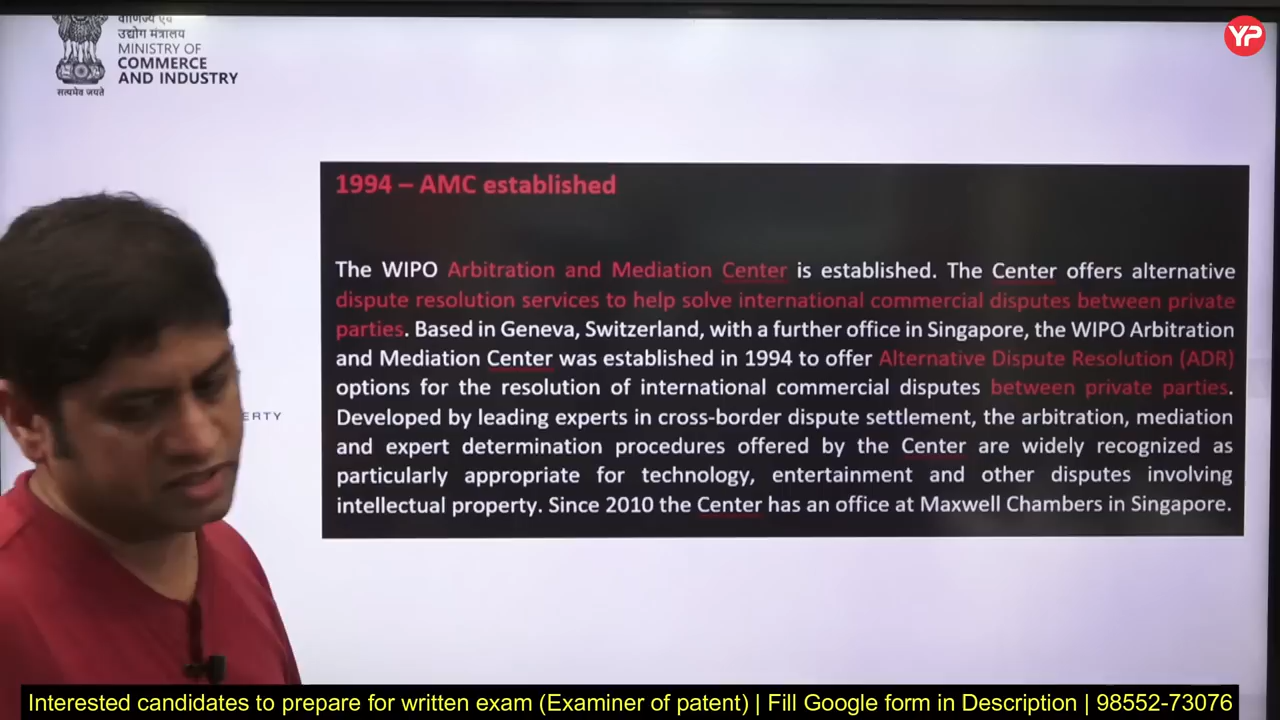 वाणिज्य एवं
उद्योग मंत्रालय
MINISTRY OF
COMMERCE
AND INDUSTRY
सत्यमेव जयते
YP
1994 – AMC established
The WIPO Arbitration and Mediation Center is established. The Center offers alternative
dispute resolution services to help solve international commercial disputes between private
parties. Based in Geneva, Switzerland, with a further office in Singapore, the WIPO Arbitration
and Mediation Center was established in 1994 to offer Alternative Dispute Resolution (ADR)
options for the resolution of international commercial disputes between private parties.
Developed by leading experts in cross-border dispute settlement, the arbitration, mediation
and expert determination procedures offered by the Center are widely recognized as
particularly appropriate for technology, entertainment and other disputes involving
intellectual property. Since 2010 the Center has an office at Maxwell Chambers in Singapore.
ERTY
Interested candidates to prepare for written exam (Examiner of patent) | Fill Google form in Description | 98552-73076